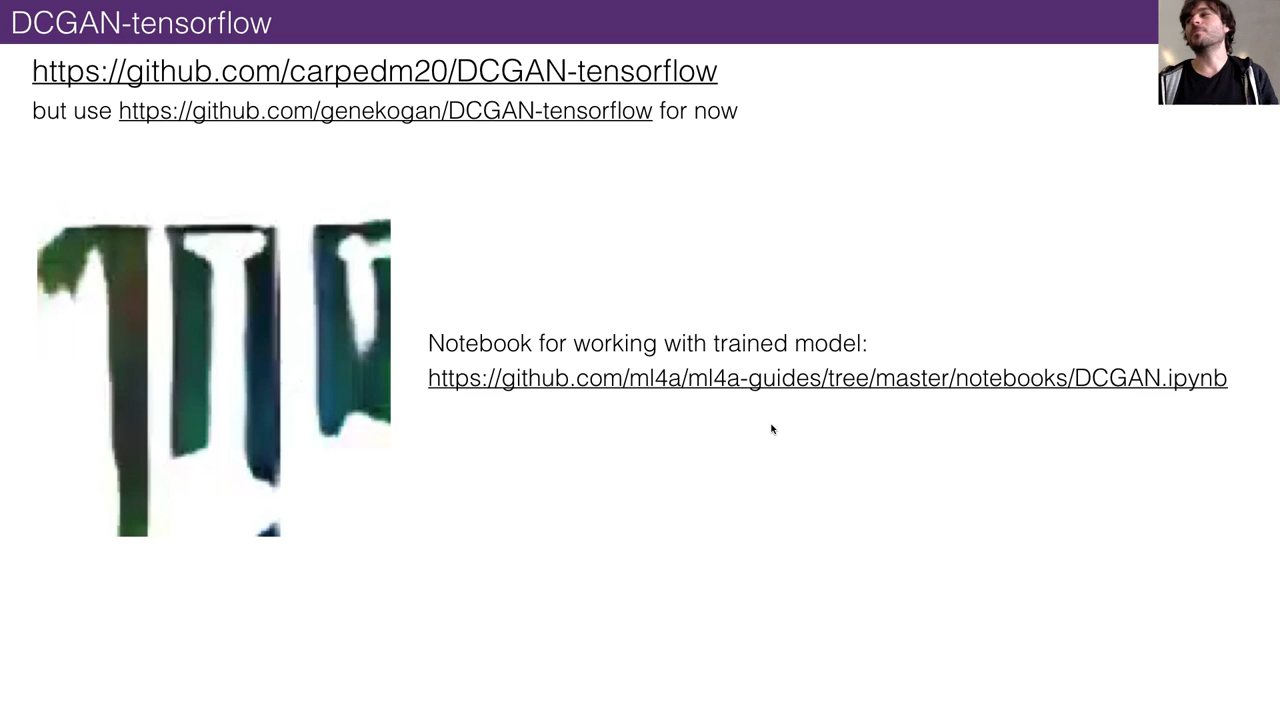 DCGAN-tensorflow
https://github.com/carpedm20/DCGAN-tensorflow
but use https://github.com/genekogan/DCGAN-tensorflow for now
Notebook for working with trained model:
https://github.com/ml4a/ml4a-guides/tree/master/notebooks/DCGAN.ipynb